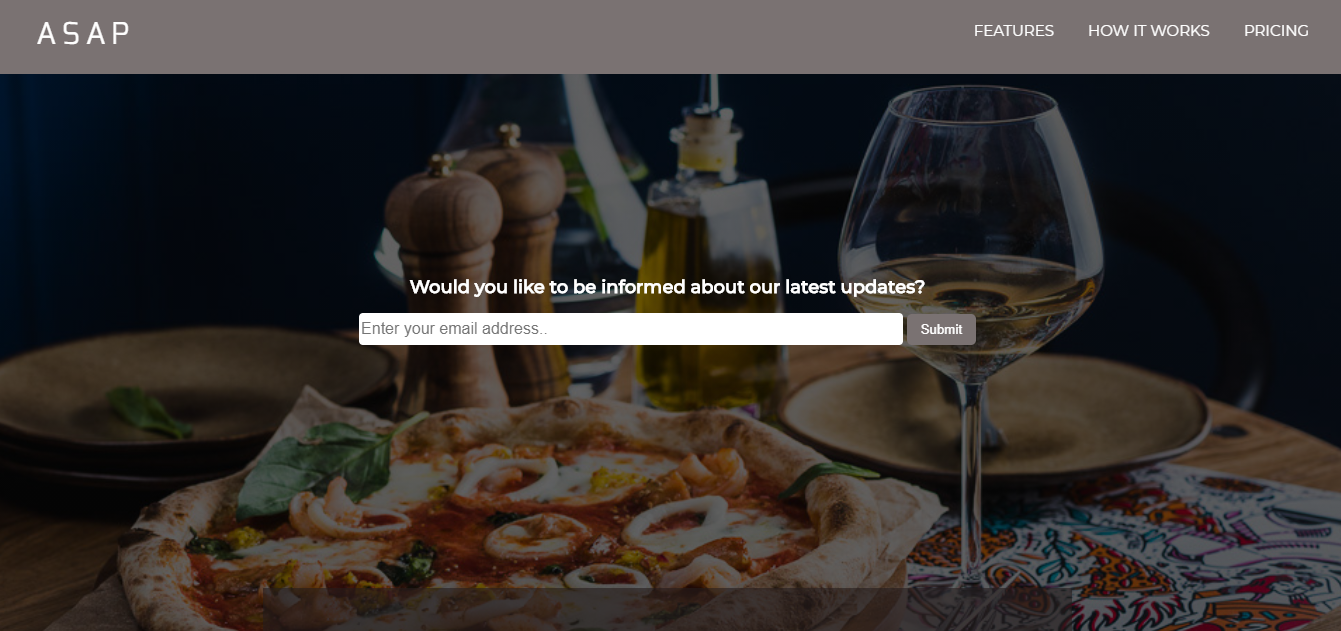 ASAP
FEATURES HOW IT WORKS PRICING
Would you like to be informed about our latest updates?
Enter your email address..
Submit